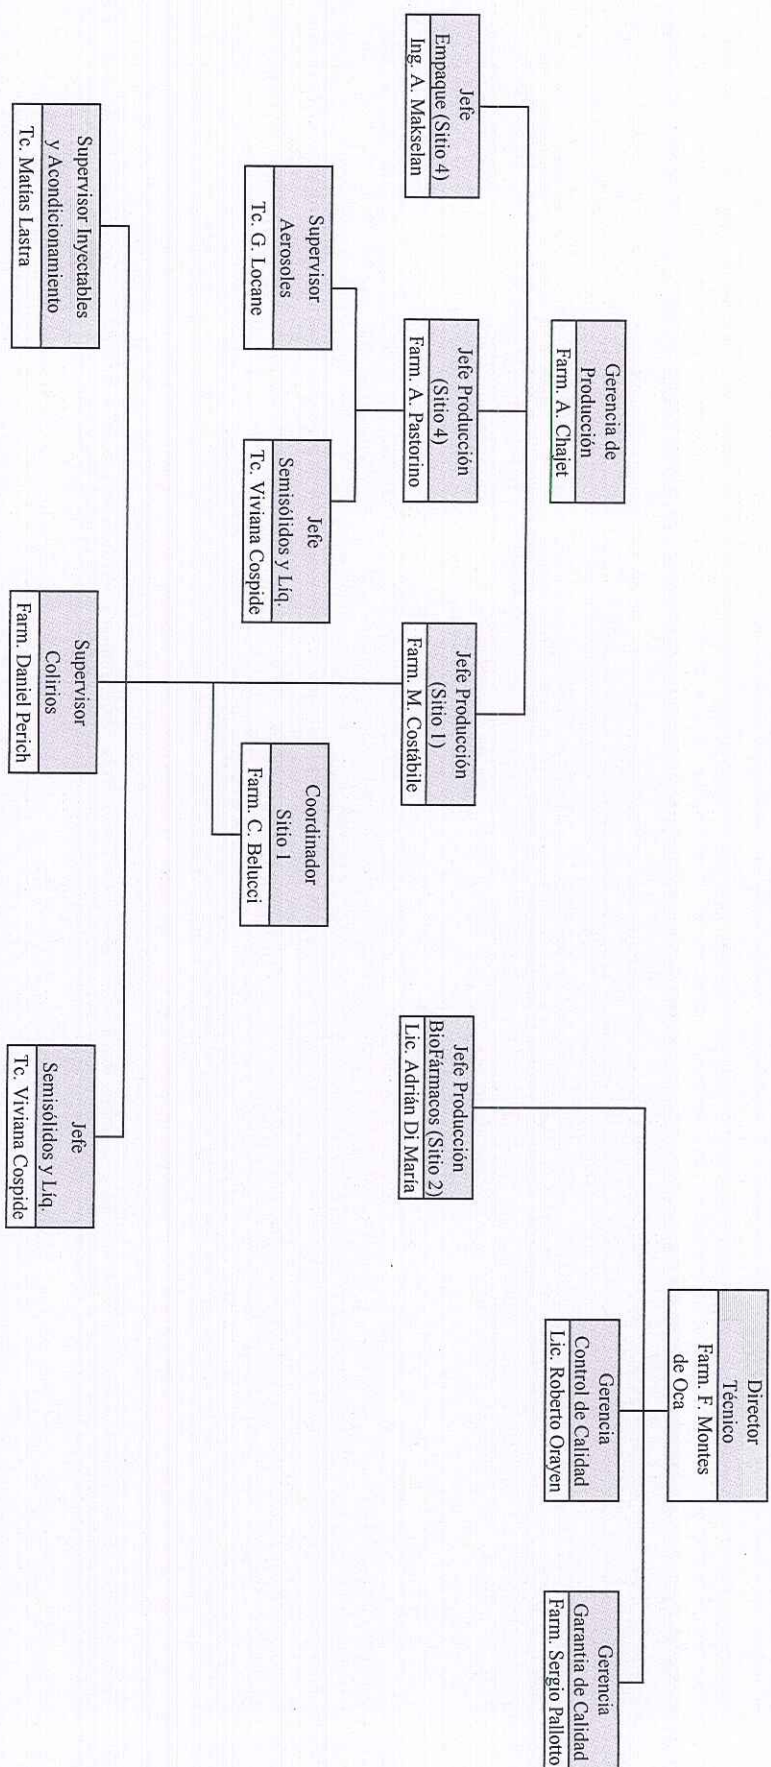 Director
Técnico
Farm. F. Montes
de Oca
Gerencia de
Producción
Farm. A. Chajet
Gerencia
Control de Calidad
Lic. Roberto Orayen
Gerencia
Garantia de Calidad
Farm. Sergio Pallotto
Jefe
Empaque (Sitio 4)
Ing. A. Makselan
Jefe Producción
(Sitio 4)
Farm. A. Pastorino
Jefe Producción
(Sitio 1)
Farm. M. Costábile
Jefe Producción
BioFármacos (Sitio 2)
Lic. Adrián Di María
Supervisor
Aerosoles
Tc. G. Locane
Jefe
Semisólidos y Líq.
Tc. Viviana Cospide
Coordinador
Sitio 1
Farm. C. Belucci
Supervisor Inyectables
y Acondicionamiento
Tc. Matías Lastra
Supervisor
Colirios
Farm. Daniel Perich
Jefe
Semisólidos y Líq.
Tc. Viviana Cospide